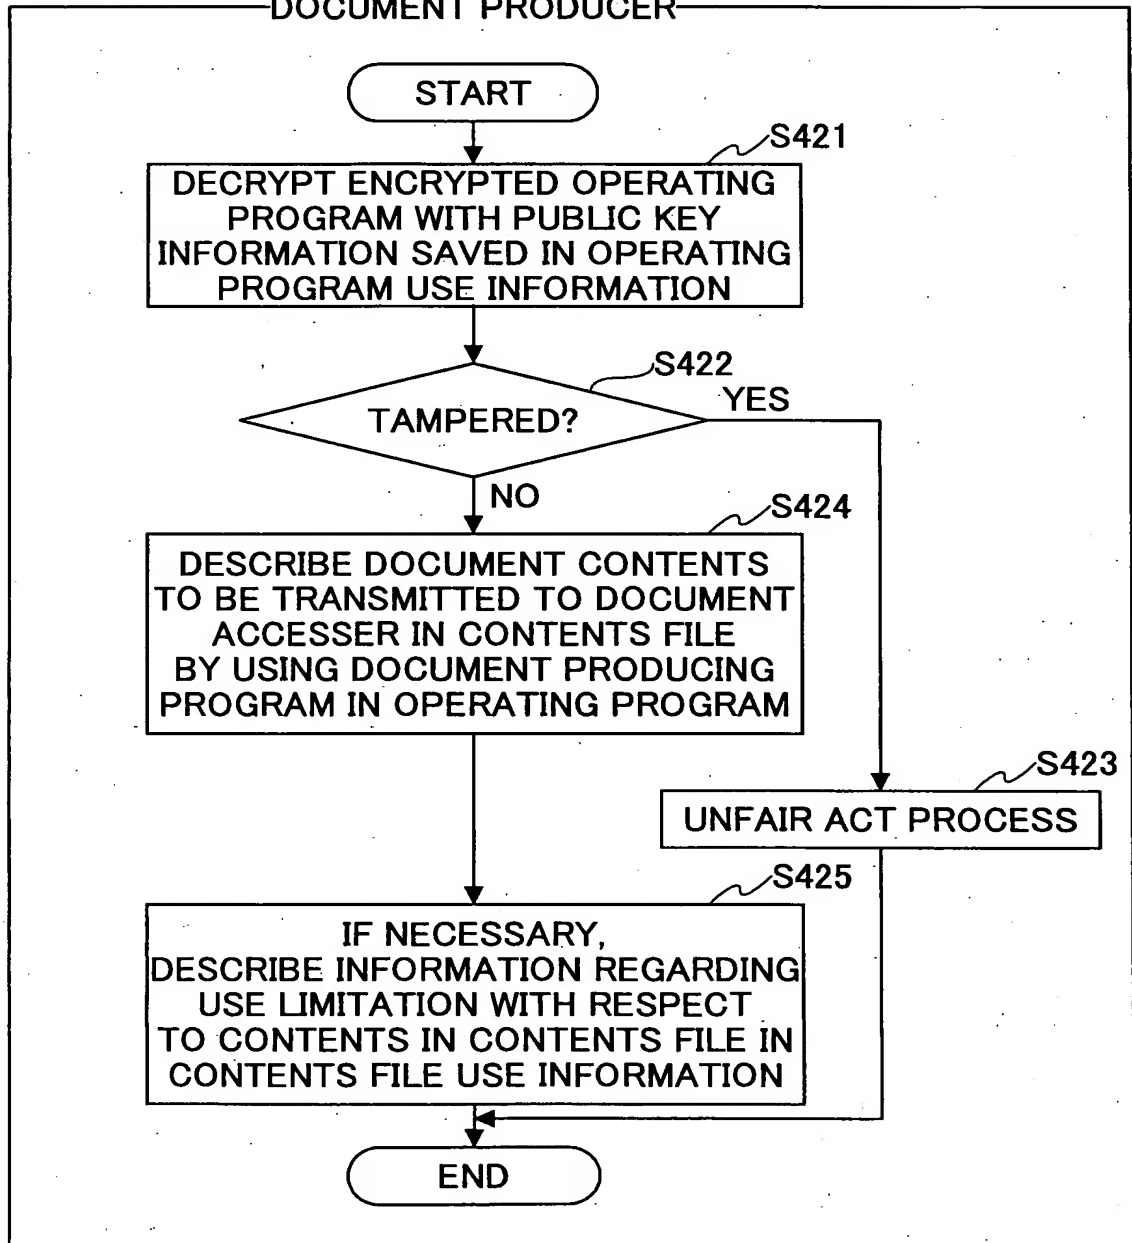 DOCUMENT PRODUCER
START
S421
DECRYPT ENCRYPTED OPERATING
PROGRAM WITH PUBLIC KEY
INFORMATION SAVED IN OPERATING
PROGRAM USE INFORMATION
S422
TAMPERED?
YES
NO
S424
DESCRIBE DOCUMENT CONTENTS
TO BE TRANSMITTED TO DOCUMENT
ACCESSER IN CONTENTS FILE
BY USING DOCUMENT PRODUCING
PROGRAM IN OPERATING PROGRAM
S423
UNFAIR ACT PROCESS
S425
IF NECESSARY,
DESCRIBE INFORMATION REGARDING
USE LIMITATION WITH RESPECT
TO CONTENTS IN CONTENTS FILE IN
CONTENTS FILE USE INFORMATION
END